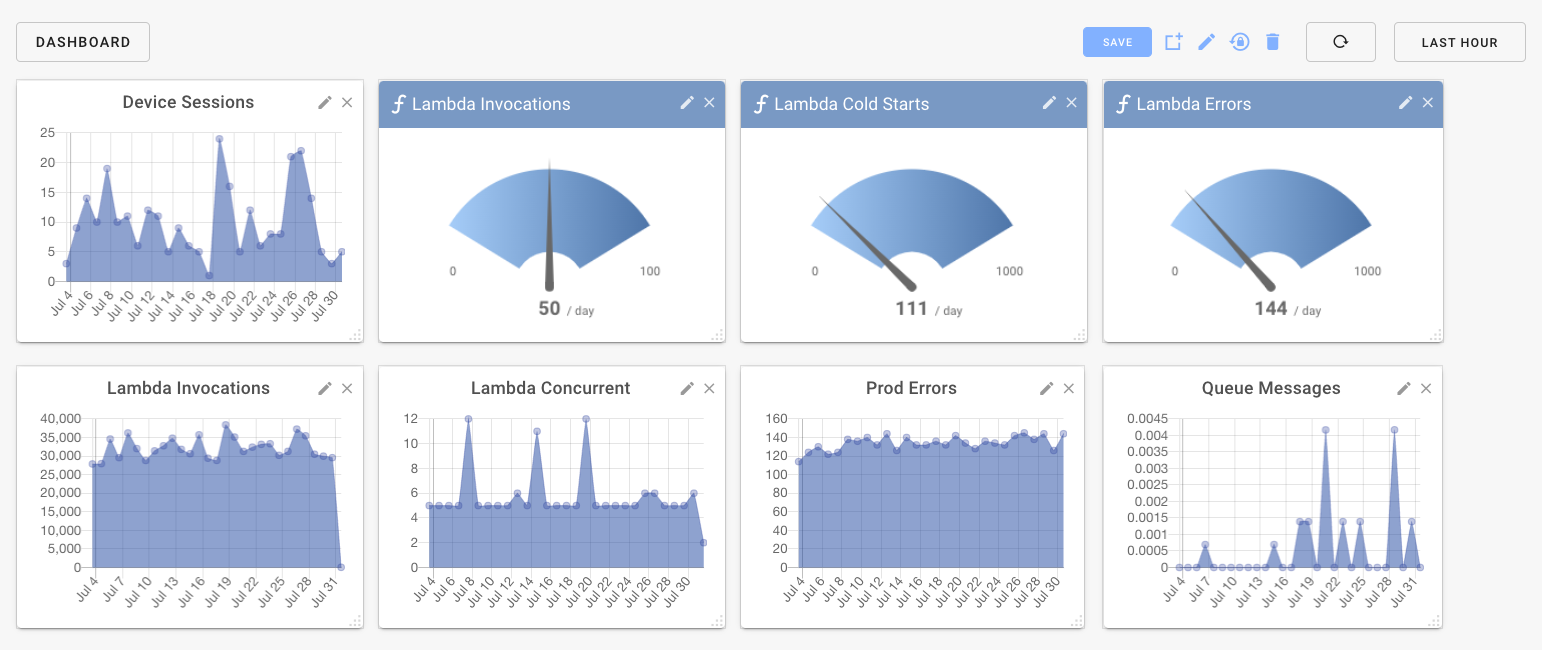 DASHBOARD
SAVE
LAST HOUR
Device Sessions
25
20
15
10
5
0
Jul 4 Jul 6 Jul 8 Jul 10 Jul 12 Jul 14 Jul 16 Jul 18 Jul 20 Jul 22 Jul 24 Jul 26 Jul 28 Jul 30
Lambda Invocations
0 100
50 / day
Lambda Cold Starts
0 1000
111 / day
Lambda Errors
0 1000
144 / day
Lambda Invocations
40,000
35,000
30,000
25,000
20,000
15,000
10,000
5,000
0
Jul 4 Jul 7 Jul 10 Jul 13 Jul 16 Jul 19 Jul 22 Jul 25 Jul 28 Jul 31
Lambda Concurrent
12
10
8
6
4
2
0
Jul 4 Jul 6 Jul 8 Jul 10 Jul 12 Jul 14 Jul 16 Jul 18 Jul 20 Jul 22 Jul 24 Jul 26 Jul 28 Jul 30
Prod Errors
160
140
120
100
80
60
40
20
0
Jul 4 Jul 6 Jul 8 Jul 10 Jul 12 Jul 14 Jul 16 Jul 18 Jul 20 Jul 22 Jul 24 Jul 26 Jul 28 Jul 30
Queue Messages
0.0045
0.004
0.0035
0.003
0.0025
0.002
0.0015
0.001
0.0005
0
Jul 4 Jul 7 Jul 10 Jul 13 Jul 16 Jul 19 Jul 22 Jul 25 Jul 28 Jul 31